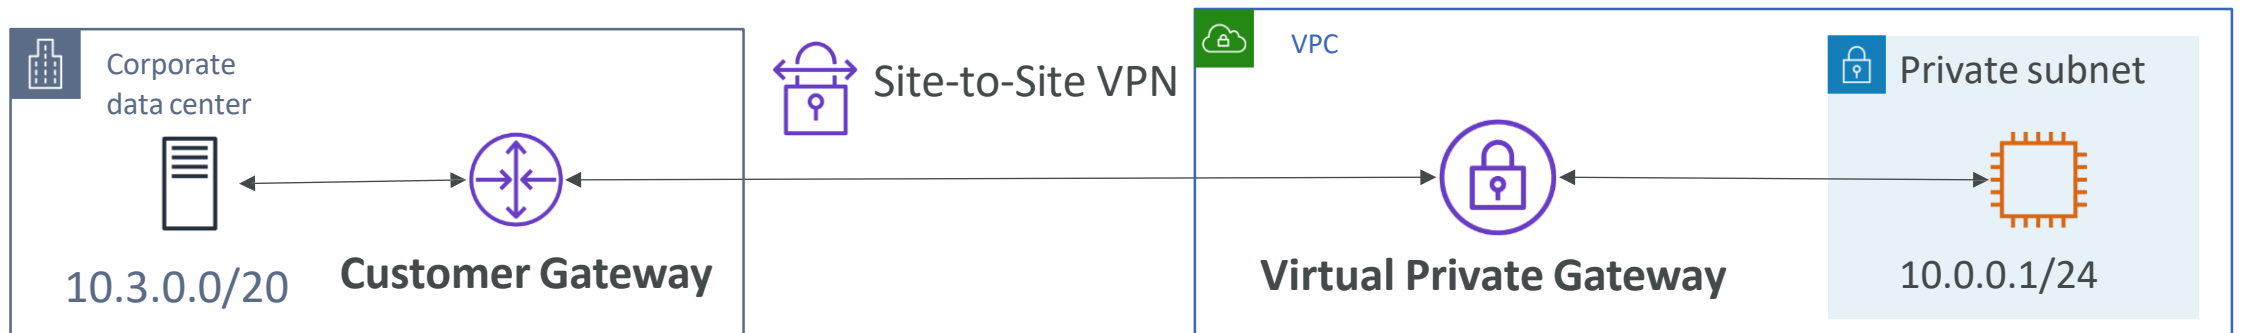 Corporate
data center
10.3.0.0/20
Customer Gateway
Site-to-Site VPN
VPC
Virtual Private Gateway
Private subnet
10.0.0.1/24